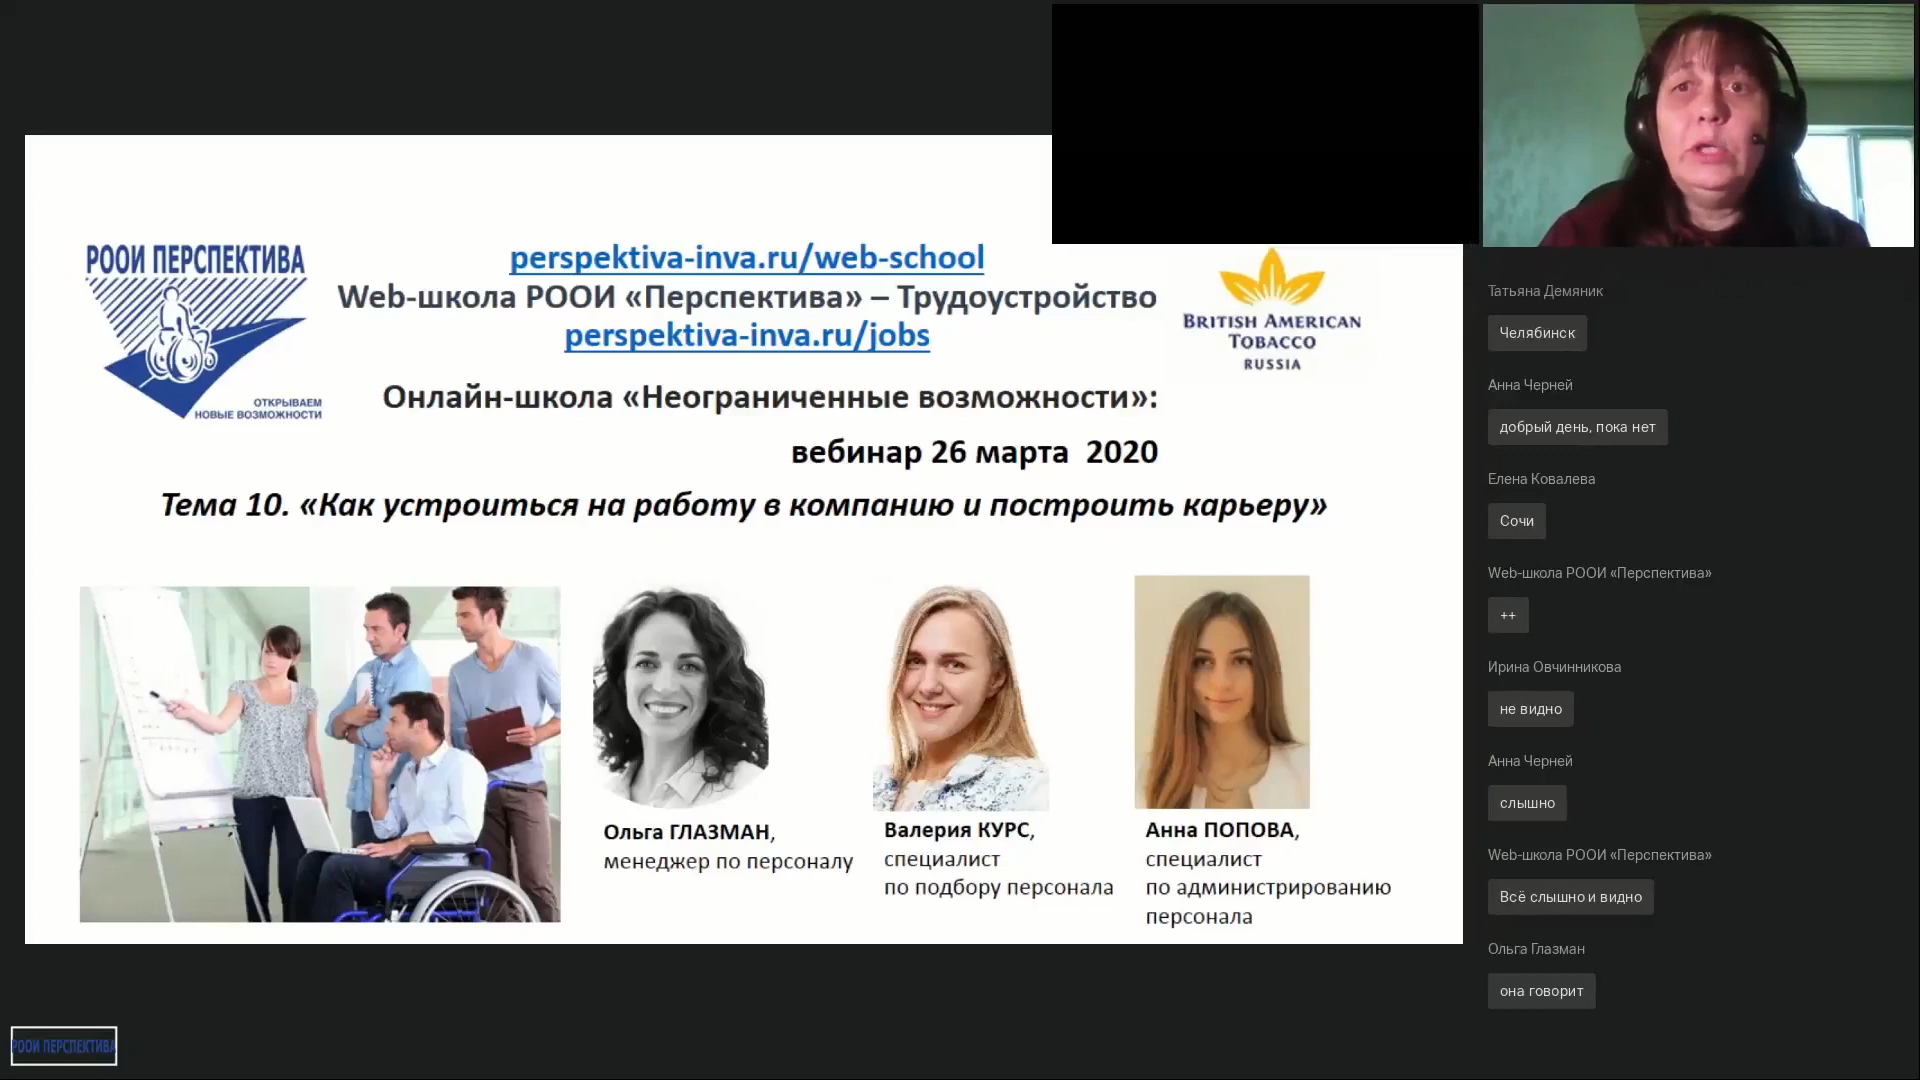 РООИ ПЕРСПЕКТИВА
ОТКРЫВАЕМ
НОВЫЕ ВОЗМОЖНОСТИ
perspektiva-inva.ru/web-school
Web-школа РООИ «Перспектива» – Трудоустройство
perspektiva-inva.ru/jobs
BRITISH AMERICAN
TOBACCO
RUSSIA
Онлайн-школа «Неограниченные возможности»:
вебинар 26 марта 2020
Тема 10. «Как устроиться на работу в компанию и построить карьеру»
Ольга ГЛАЗМАН,
менеджер по персоналу
Валерия КУРС,
специалист
по подбору персонала
Анна ПОПОВА,
специалист
по администрированию
персонала
Татьяна Демяник
Челябинск
Анна Черней
добрый день, пока нет
Елена Ковалева
Сочи
Web-школа РООИ «Перспектива»
++
Ирина Овчинникова
не видно
Анна Черней
слышно
Web-школа РООИ «Перспектива»
Всё слышно и видно
Ольга Глазман
она говорит
РООИ ПЕРСПЕКТИВА